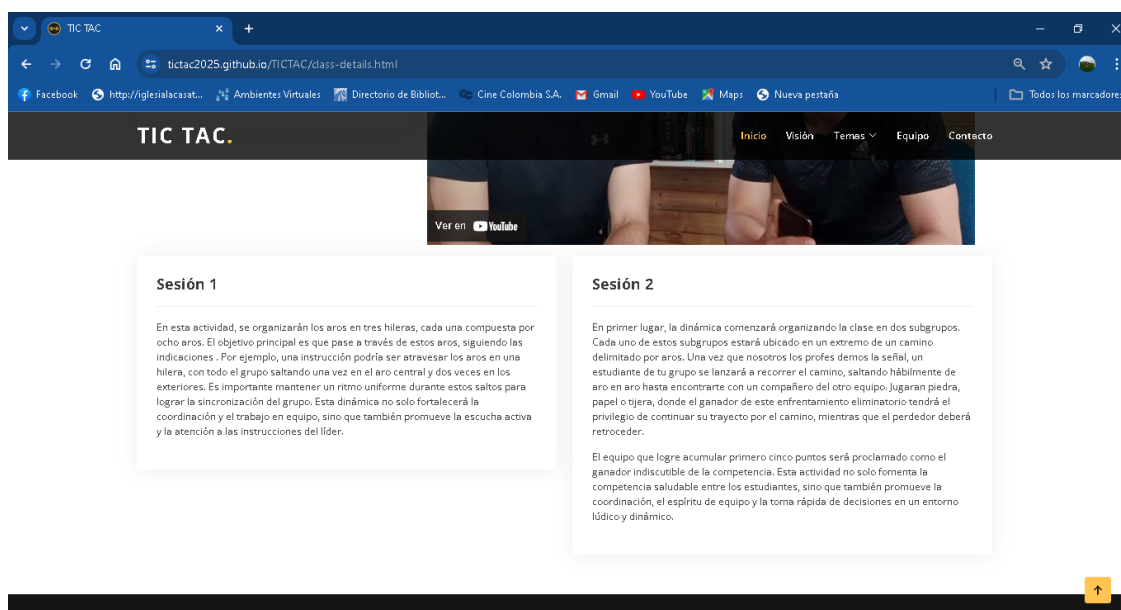 TIC TAC
tictac2025.github.io/TICTAC/class-details.html
Facebook http://iglesialacasat... Ambientes Virtuales Directorio de Bibliot... Cine Colombia S.A. Gmail YouTube Maps Nueva pestaña Todos los marcadores
TIC TAC. Inicio Visión Temas Equipo Contacto
Ver en YouTube
Sesión 1
En esta actividad, se organizarán los aros en tres hileras, cada una compuesta por
ocho aros. El objetivo principal es que pase a través de estos aros, siguiendo las
indicaciones . Por ejemplo, una instrucción podría ser atravesar los aros en una
hilera, con todo el grupo saltando una vez en el aro central y dos veces en los
exteriores. Es importante mantener un ritmo uniforme durante estos saltos para
lograr la sincronización del grupo. Esta dinámica no solo fortalecerá la
coordinación y el trabajo en equipo, sino que también promueve la escucha activa
y la atención a las instrucciones del líder.
Sesión 2
En primer lugar, la dinámica comenzará organizando la clase en dos subgrupos.
Cada uno de estos subgrupos estará ubicado en un extremo de un camino
delimitado por aros. Una vez que nosotros los profes demos la señal, un
estudiante de tu grupo se lanzará a recorrer el camino, saltando hábilmente de
aro en aro hasta encontrarte con un compañero del otro equipo. Jugaran piedra,
papel o tijera, donde el ganador de este enfrentamiento eliminatorio tendrá el
privilegio de continuar su trayecto por el camino, mientras que el perdedor deberá
retroceder.
El equipo que logre acumular primero cinco puntos será proclamado como el
ganador indiscutible de la competencia. Esta actividad no solo fomenta la
competencia saludable entre los estudiantes, sino que también promueve la
coordinación, el espíritu de equipo y la toma rápida de decisiones en un entorno
lúdico y dinámico.